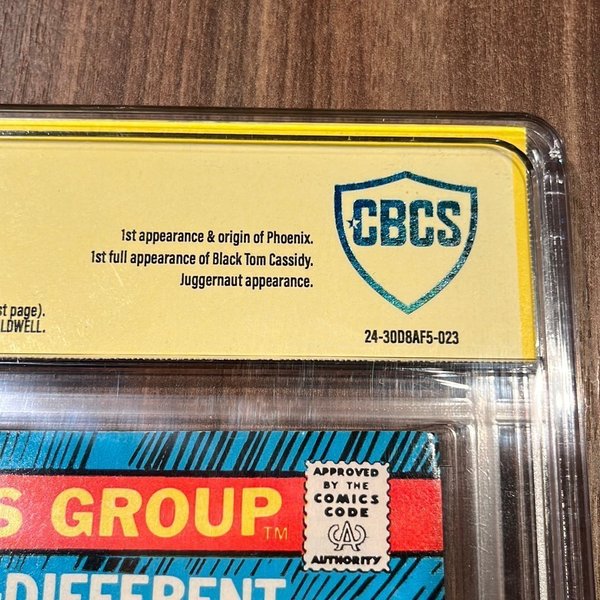 1st appearance & origin of Phoenix.
1st full appearance of Black Tom Cassidy.
Juggernaut appearance.
st page).
LDWELL.
CBCS
24-30D8AF5-023
S GROUP TM
APPROVED
BY THE
COMICS
CODE
CA
AUTHORITY
-DIFFERENT